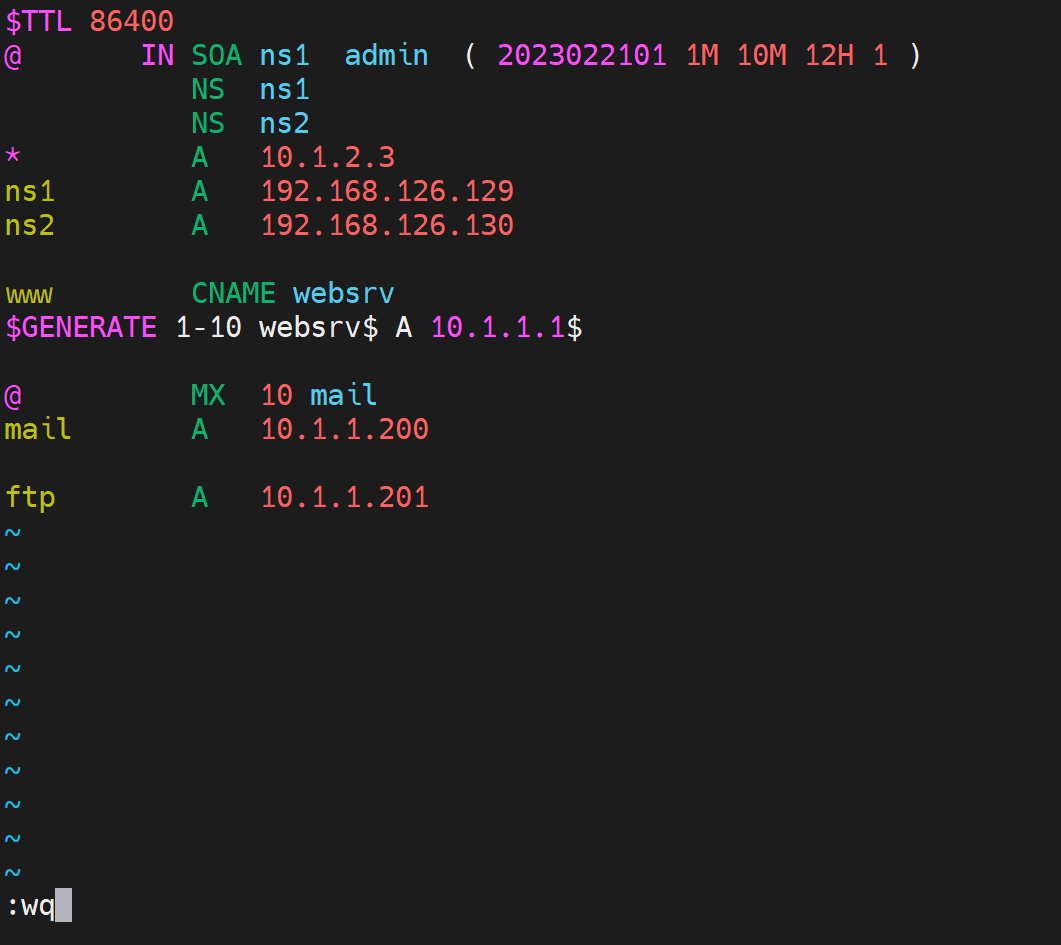 $TTL 86400
@       IN SOA ns1  admin  ( 2023022101 1M 10M 12H 1 )
           NS  ns1
           NS  ns2
*          A   10.1.2.3
ns1        A   192.168.126.129
ns2        A   192.168.126.130
www        CNAME websrv
$GENERATE 1-10 websrv$ A 10.1.1.1$
@          MX  10 mail
mail       A   10.1.1.200
ftp        A   10.1.1.201
~
~
~
~
~
~
~
~
~
~
~
:wq